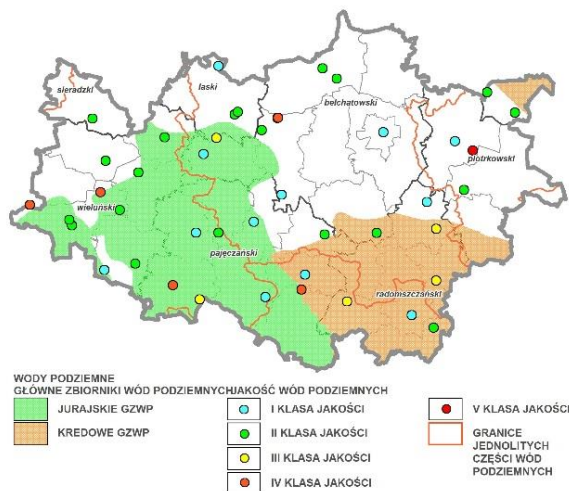 sieradzki
łaski
bełchatowski
piotrkowski
wieluński
pajęczański
radomszczański
WODY PODZIEMNE
GŁÓWNE ZBIORNIKI WÓD PODZIEMNYCHJAKOŚĆ WÓD PODZIEMNYCH
JURAJSKIE GZWP
KREDOWE GZWP
I KLASA JAKOŚCI
II KLASA JAKOŚCI
III KLASA JAKOŚCI
IV KLASA JAKOŚCI
V KLASA JAKOŚCI
GRANICE
JEDNOLITYCH
CZĘŚCI WÓD
PODZIEMNYCH